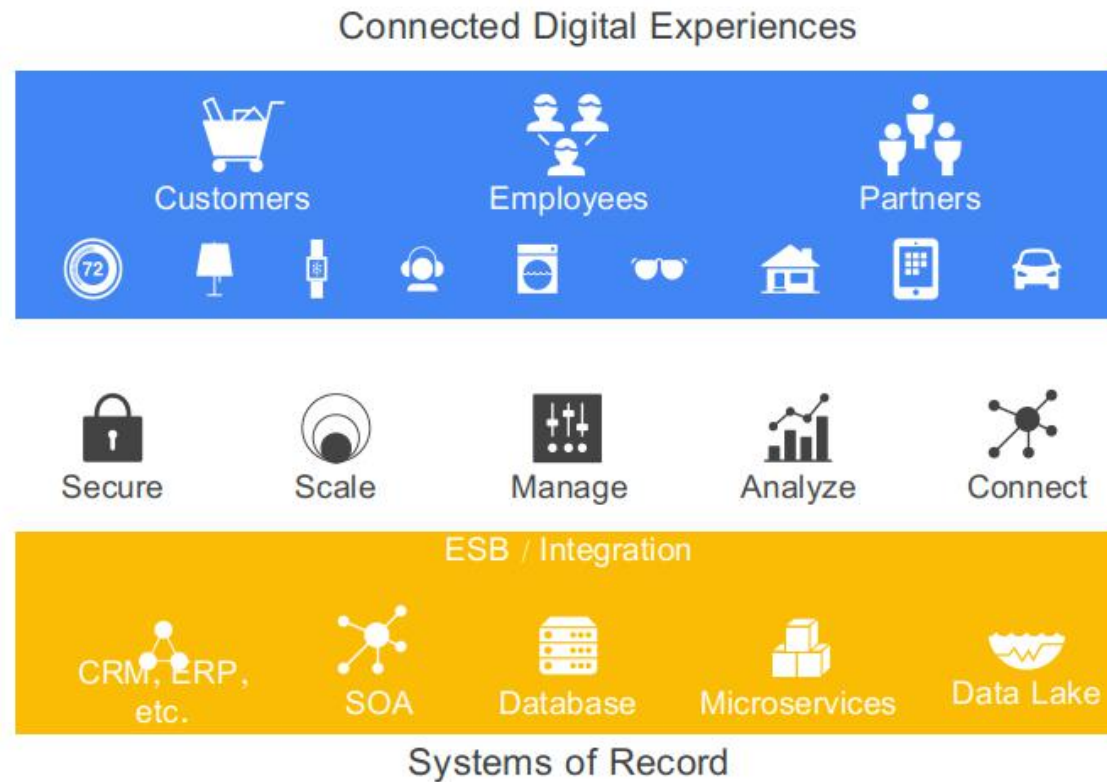 Connected Digital Experiences
Customers
Employees
Partners
72
Secure
Scale
Manage
Analyze
Connect
ESB / Integration
CRM, ERP,
etc.
SOA
Database
Microservices
Data Lake
Systems of Record